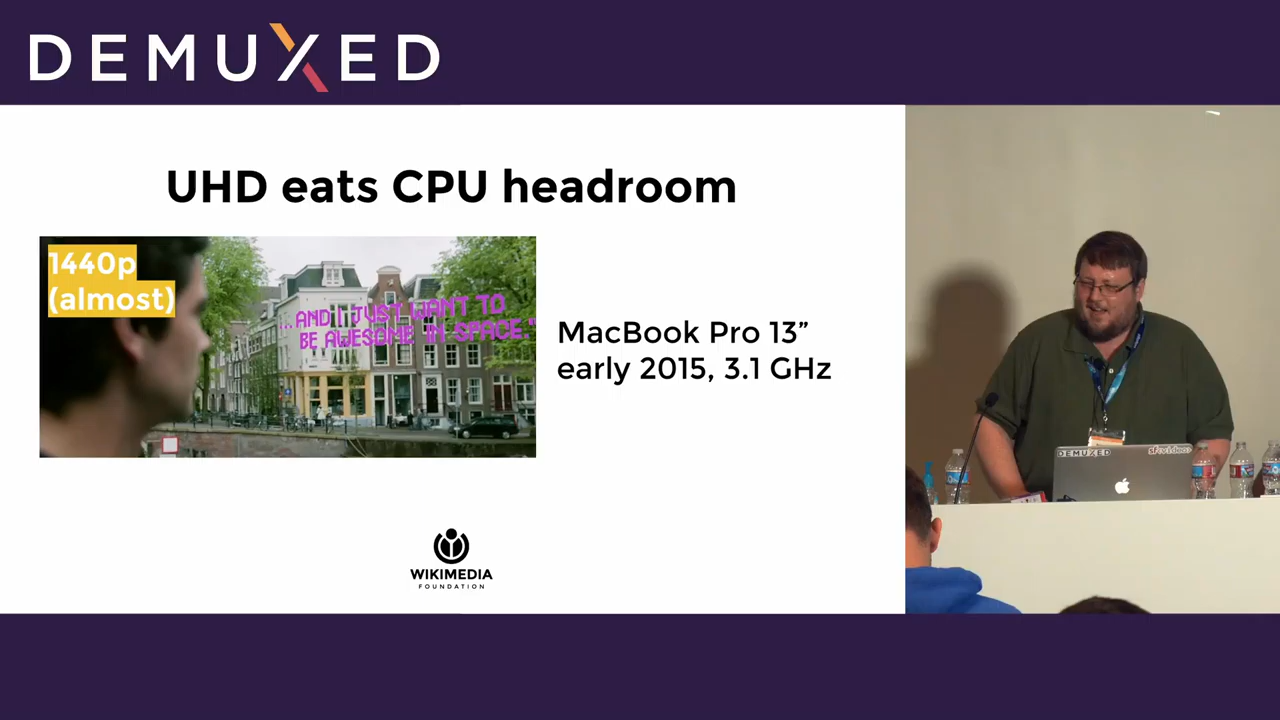 DEMUXED
UHD eats CPU headroom
1440p
(almost)
...AND I JUST WANT TO
BE AWESOME IN SPACE."
MacBook Pro 13”
early 2015, 3.1 GHz
WIKIMEDIA
FOUNDATION
DEMUXED